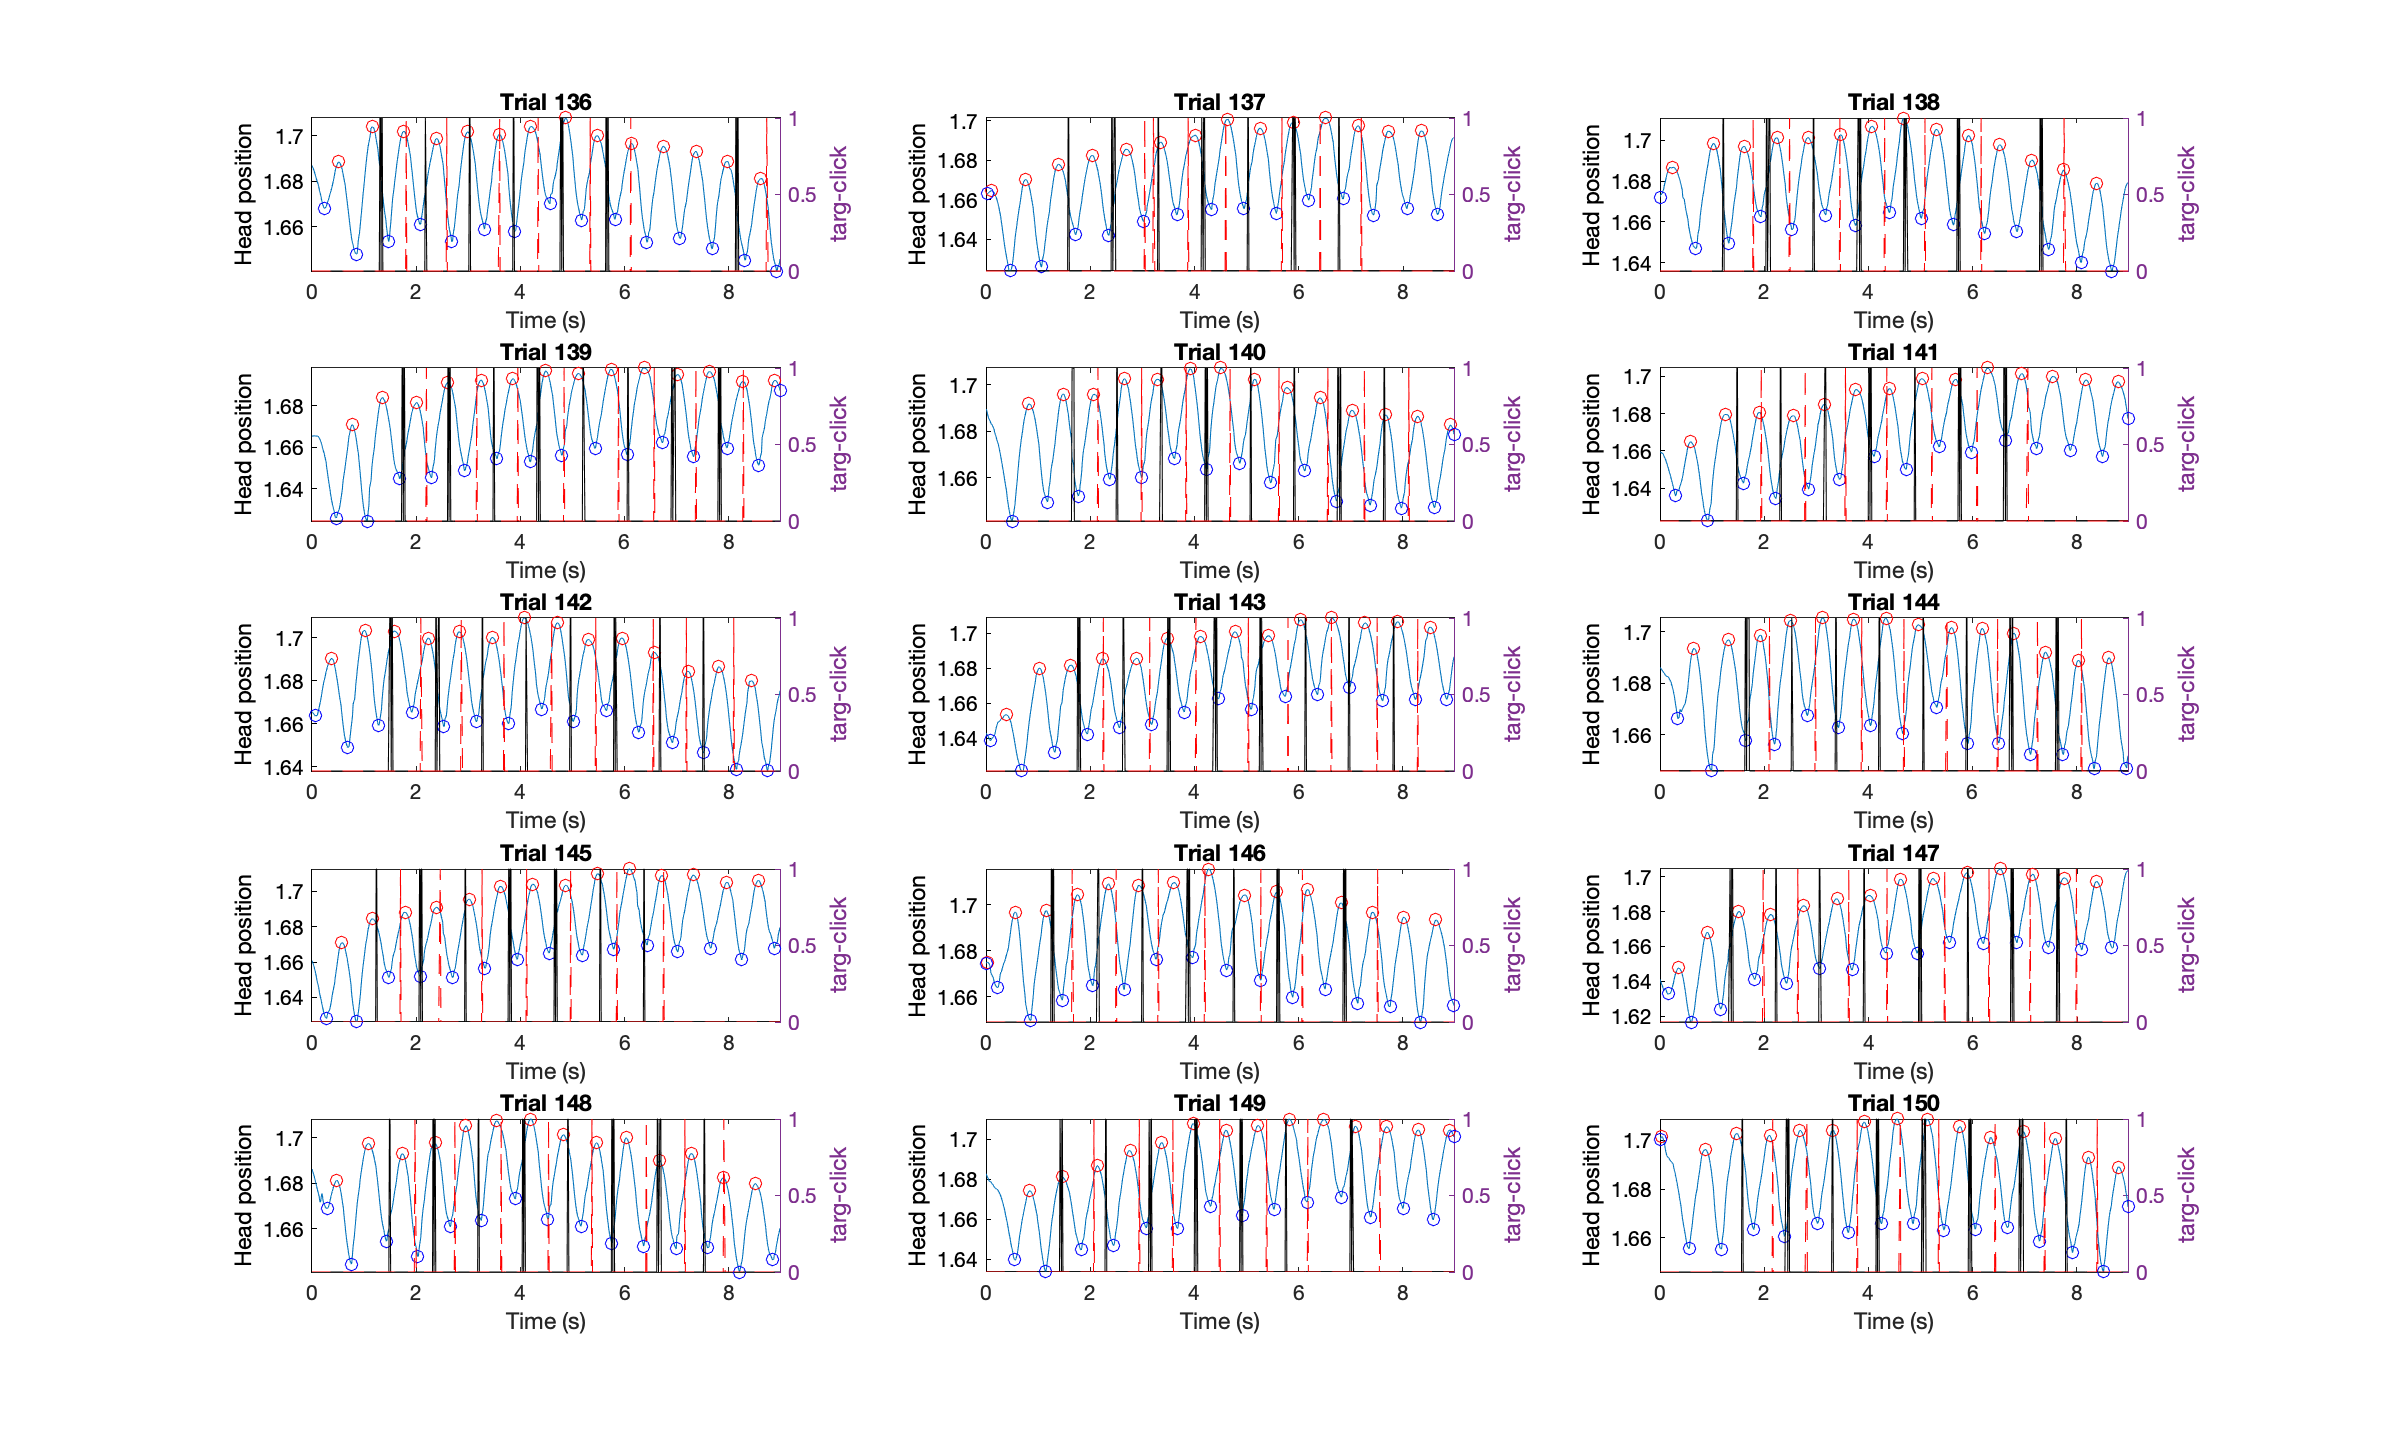 Trial 136
Head position
1.7
1.68
1.66
1
0.5
0
targ-click
0 2 4 6 8
Time (s)
Trial 137
Head position
1.7
1.68
1.66
1.64
1
0.5
0
targ-click
0 2 4 6 8
Time (s)
Trial 138
Head position
1.7
1.68
1.66
1.64
1
0.5
0
targ-click
0 2 4 6 8
Time (s)
Trial 139
Head position
1.68
1.66
1.64
1
0.5
0
targ-click
0 2 4 6 8
Time (s)
Trial 140
Head position
1.7
1.68
1.66
1
0.5
0
targ-click
0 2 4 6 8
Time (s)
Trial 141
Head position
1.7
1.68
1.66
1.64
1
0.5
0
targ-click
0 2 4 6 8
Time (s)
Trial 142
Head position
1.7
1.68
1.66
1.64
1
0.5
0
targ-click
0 2 4 6 8
Time (s)
Trial 143
Head position
1.7
1.68
1.66
1.64
1
0.5
0
targ-click
0 2 4 6 8
Time (s)
Trial 144
Head position
1.7
1.68
1.66
1
0.5
0
targ-click
0 2 4 6 8
Time (s)
Trial 145
Head position
1.7
1.68
1.66
1.64
1
0.5
0
targ-click
0 2 4 6 8
Time (s)
Trial 146
Head position
1.7
1.68
1.66
1
0.5
0
targ-click
0 2 4 6 8
Time (s)
Trial 147
Head position
1.7
1.68
1.66
1.64
1.62
1
0.5
0
targ-click
0 2 4 6 8
Time (s)
Trial 148
Head position
1.7
1.68
1.66
1
0.5
0
targ-click
0 2 4 6 8
Time (s)
Trial 149
Head position
1.7
1.68
1.66
1.64
1
0.5
0
targ-click
0 2 4 6 8
Time (s)
Trial 150
Head position
1.7
1.68
1.66
1
0.5
0
targ-click
0 2 4 6 8
Time (s)